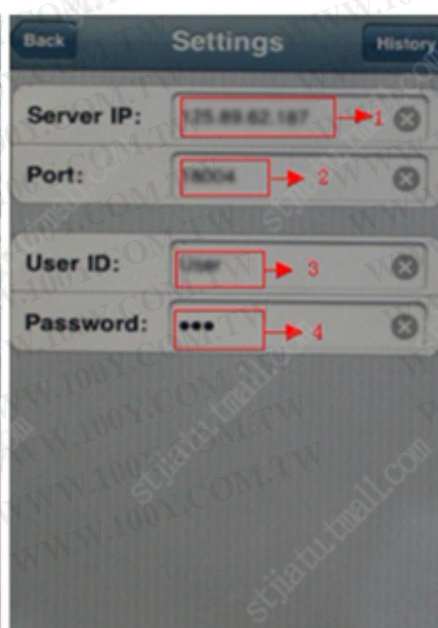 Back Settings History
Server IP: 125.89.62.187 1
Port: 18004 2
User ID: User 3
Password: ••• 4
WWW.100Y.COM.TW
stjiatu.tmall.com